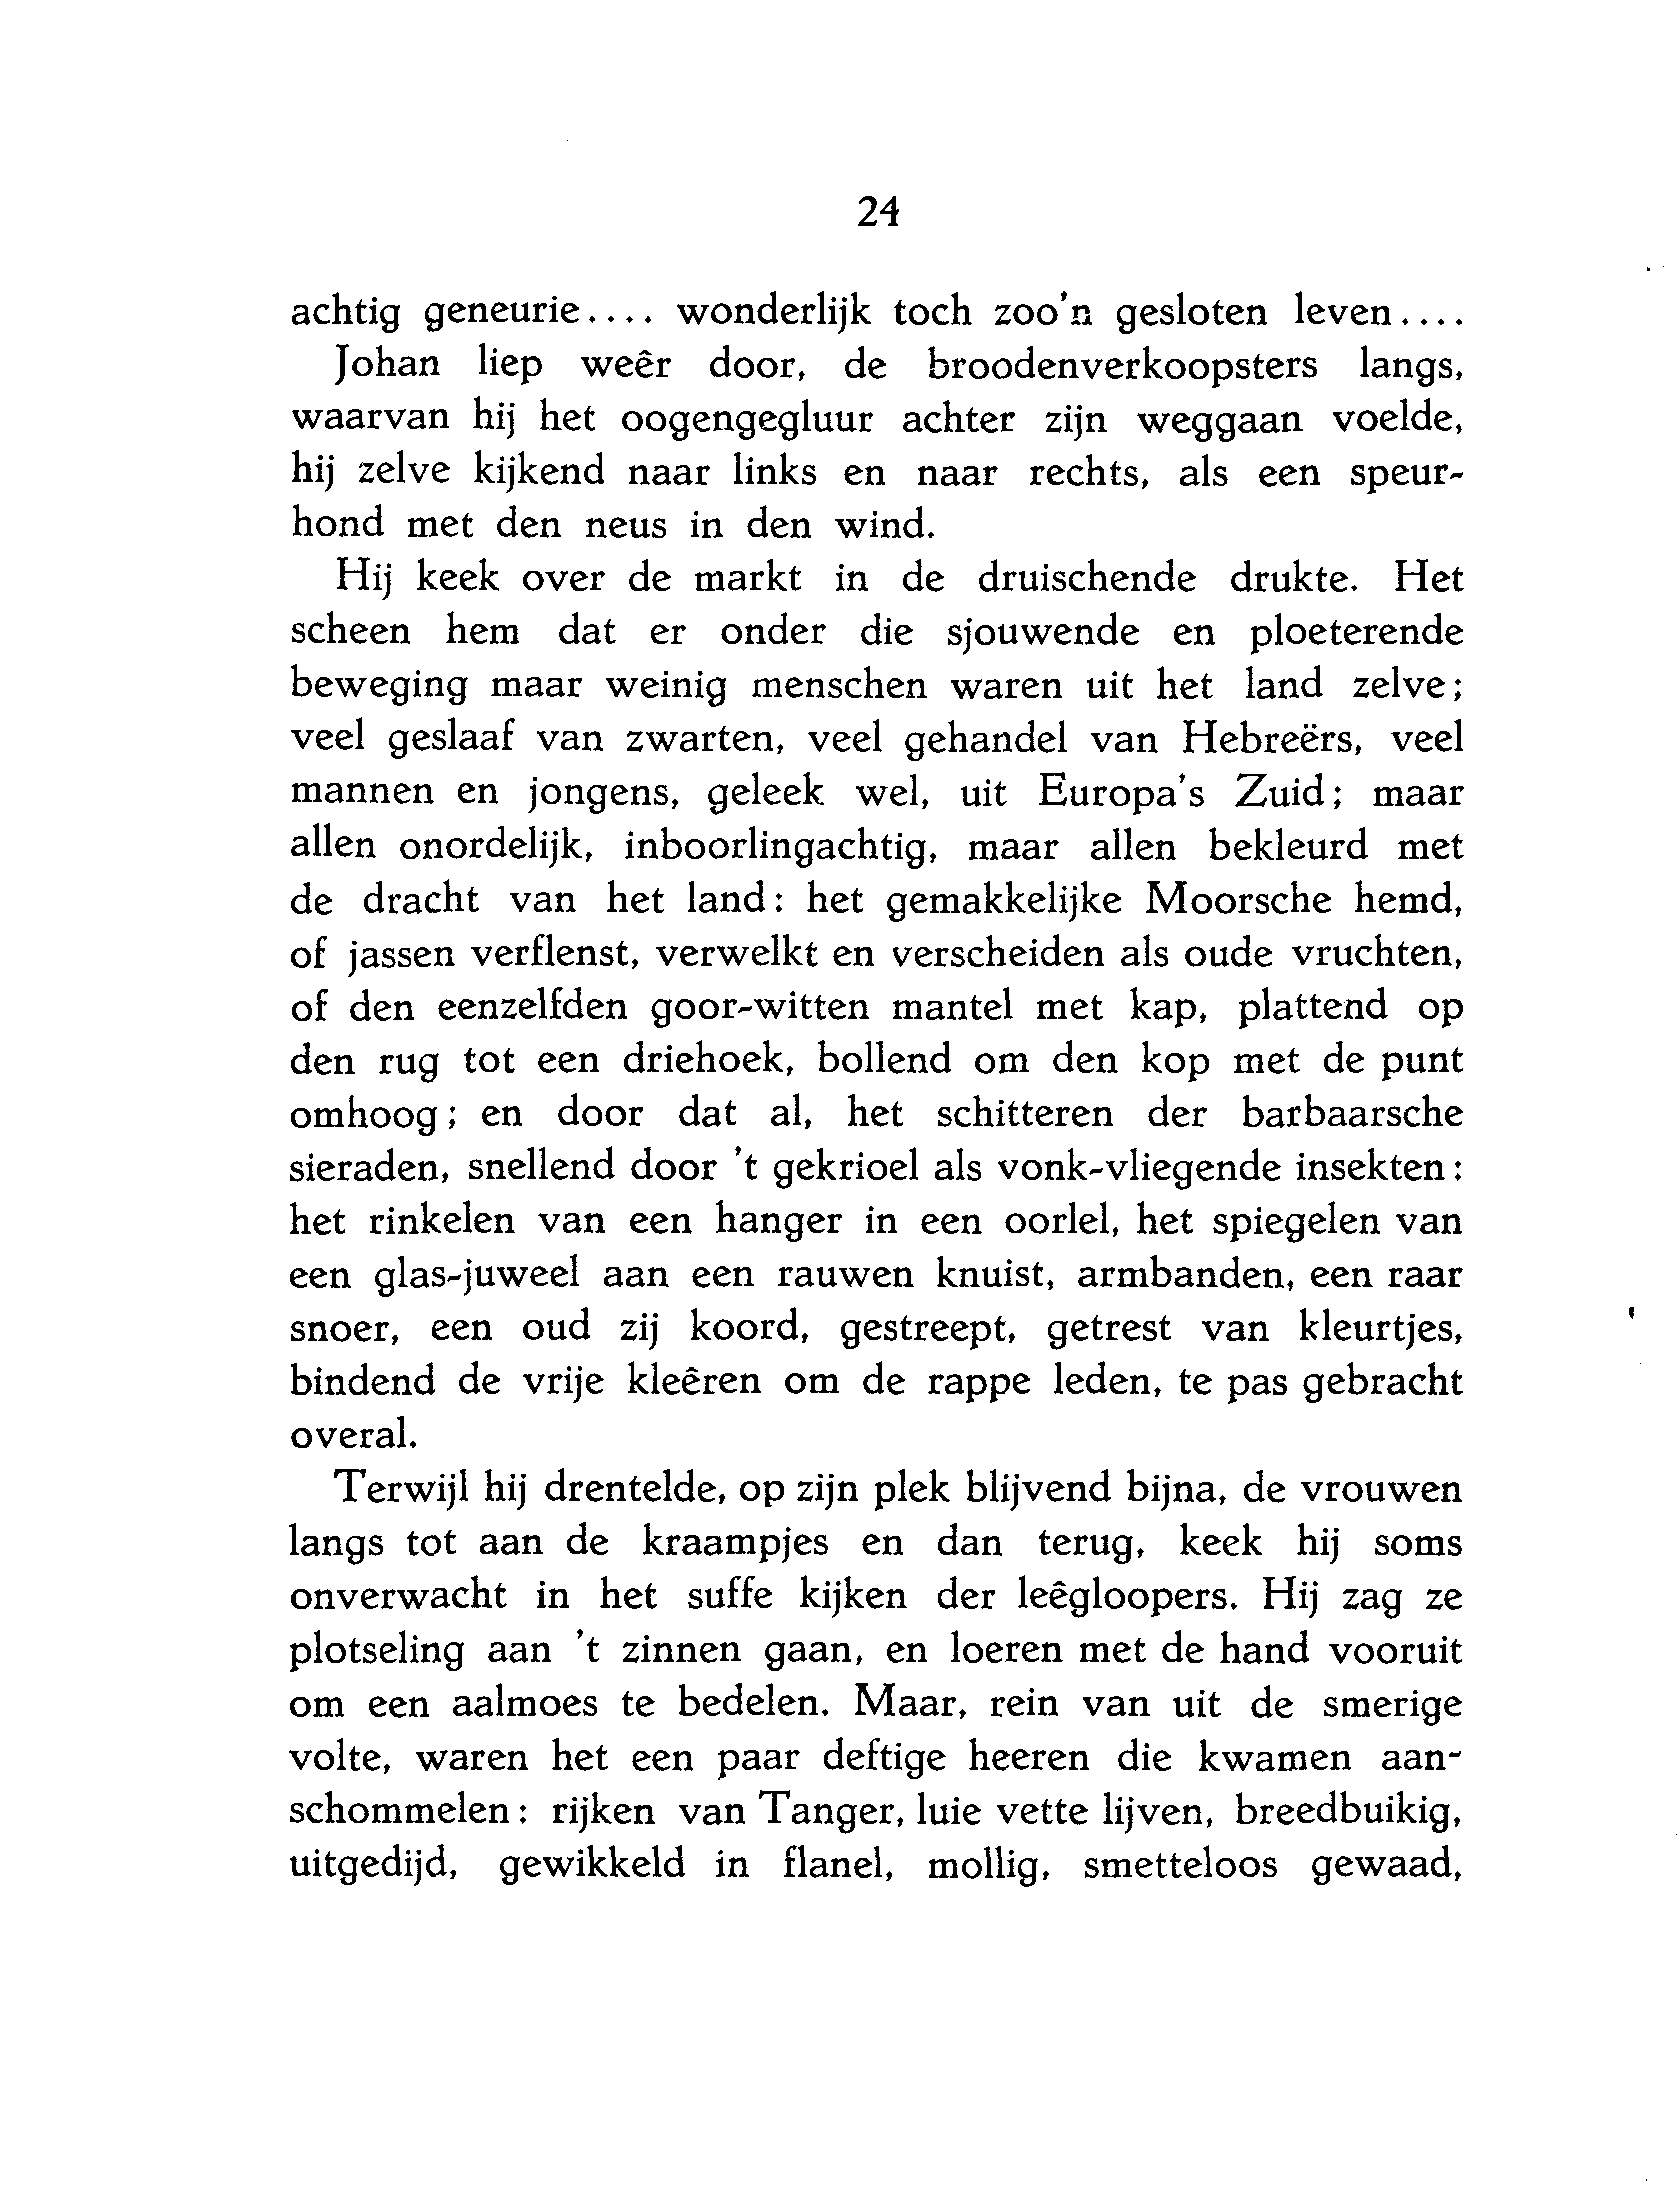 24
achtig geneurie.... wonderlijk toch zoo'n gesloten leven....
Johan liep weêr door, de broodenverkoopsters langs,
waarvan hij het oogengegluur achter zijn weggaan voelde,
hij zelve kijkend naar links en naar rechts, als een speur-
hond met den neus in den wind.
Hij keek over de markt in de druischende drukte. Het
scheen hem dat er onder die sjouwende en ploeterende
beweging maar weinig menschen waren uit het land zelve;
veel geslaaf van zwarten, veel gehandel van Hebreërs, veel
mannen en jongens, geleek wel, uit Europa's Zuid; maar
allen onordelijk, inboorlingachtig, maar allen bekleurd met
de dracht van het land: het gemakkelijke Moorsche hemd,
of jassen verflenst, verwelkt en verscheiden als oude vruchten,
of den eenzelfden goor-witten mantel met kap, plattend op
den rug tot een driehoek, bollend om den kop met de punt
omhoog; en door dat al, het schitteren der barbaarsche
sieraden, snellend door 't gekrioel als vonk-vliegende insekten:
het rinkelen van een hanger in een oorlel, het spiegelen van
een glas-juweel aan een rauwen knuist, armbanden, een raar
snoer, een oud zij koord, gestreept, getrest van kleurtjes,
bindend de vrije kleêren om de rappe leden, te pas gebracht
overal.
Terwijl hij drentelde, op zijn plek blijvend bijna, de vrouwen
langs tot aan de kraampjes en dan terug, keek hij soms
onverwacht in het suffe kijken der leêgloopers. Hij zag ze
plotseling aan 't zinnen gaan, en loeren met de hand vooruit
om een aalmoes te bedelen. Maar, rein van uit de smerige
volte, waren het een paar deftige heeren die kwamen aan-
schommelen: rijken van Tanger, luie vette lijven, breedbuikig,
uitgedijd, gewikkeld in flanel, mollig, smetteloos gewaad,